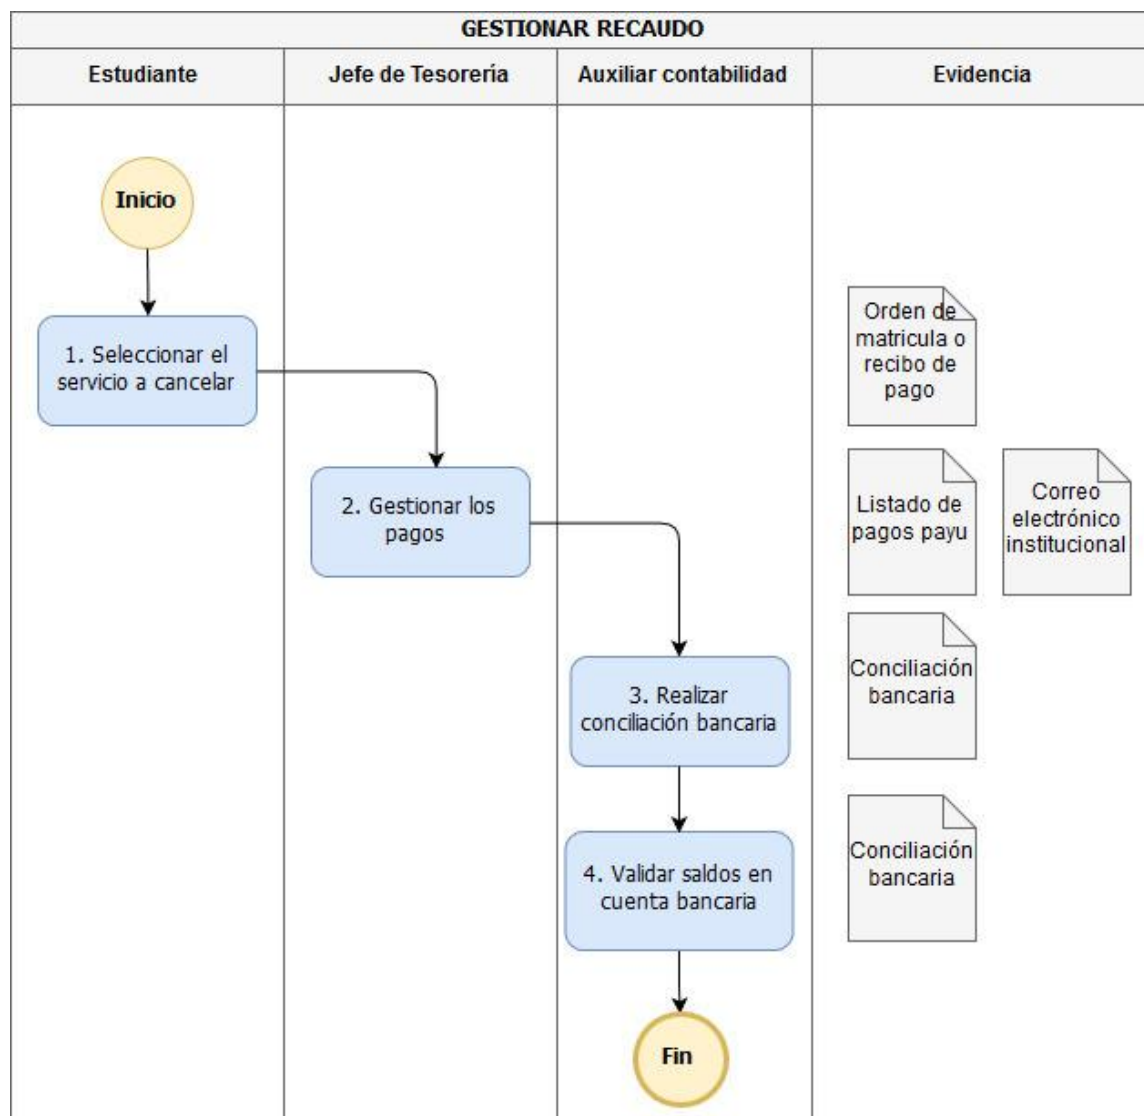 GESTIONAR RECAUDO
Estudiante
Jefe de Tesorería
Auxiliar contabilidad
Evidencia
Inicio
1. Seleccionar el
servicio a cancelar
Orden de
matricula o
recibo de
pago
2. Gestionar los
pagos
Listado de
pagos payu
Correo
electrónico
institucional
3. Realizar
conciliación bancaria
Conciliación
bancaria
4. Validar saldos en
cuenta bancaria
Conciliación
bancaria
Fin